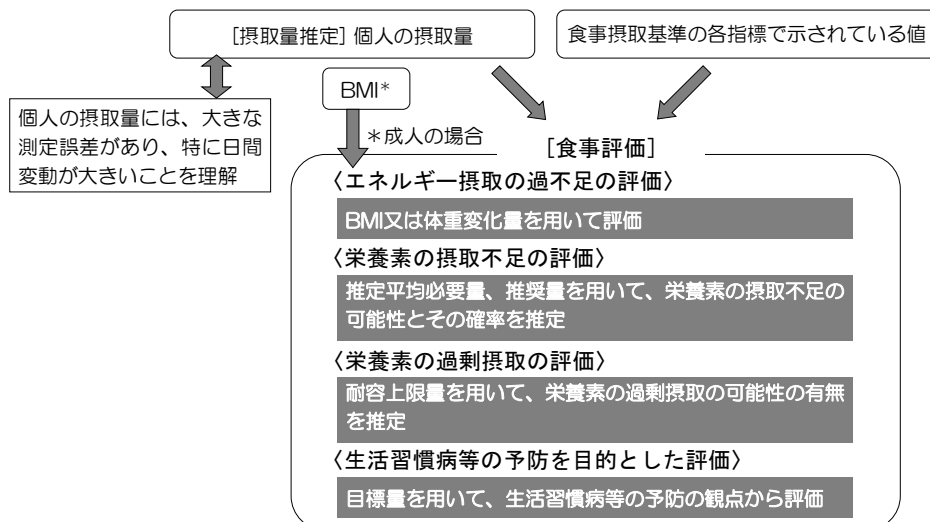 [摂取量推定] 個人の摂取量
食事摂取基準の各指標で示されている値
BMI*
個人の摂取量には、大きな
測定誤差があり、特に日間
変動が大きいことを理解
*成人の場合
[食事評価]
〈エネルギー摂取の過不足の評価〉
BMI又は体重変化量を用いて評価
〈栄養素の摂取不足の評価〉
推定平均必要量、推奨量を用いて、栄養素の摂取不足の
可能性とその確率を推定
〈栄養素の過剰摂取の評価〉
耐容上限量を用いて、栄養素の過剰摂取の可能性の有無
を推定
〈生活習慣病等の予防を目的とした評価〉
目標量を用いて、生活習慣病等の予防の観点から評価